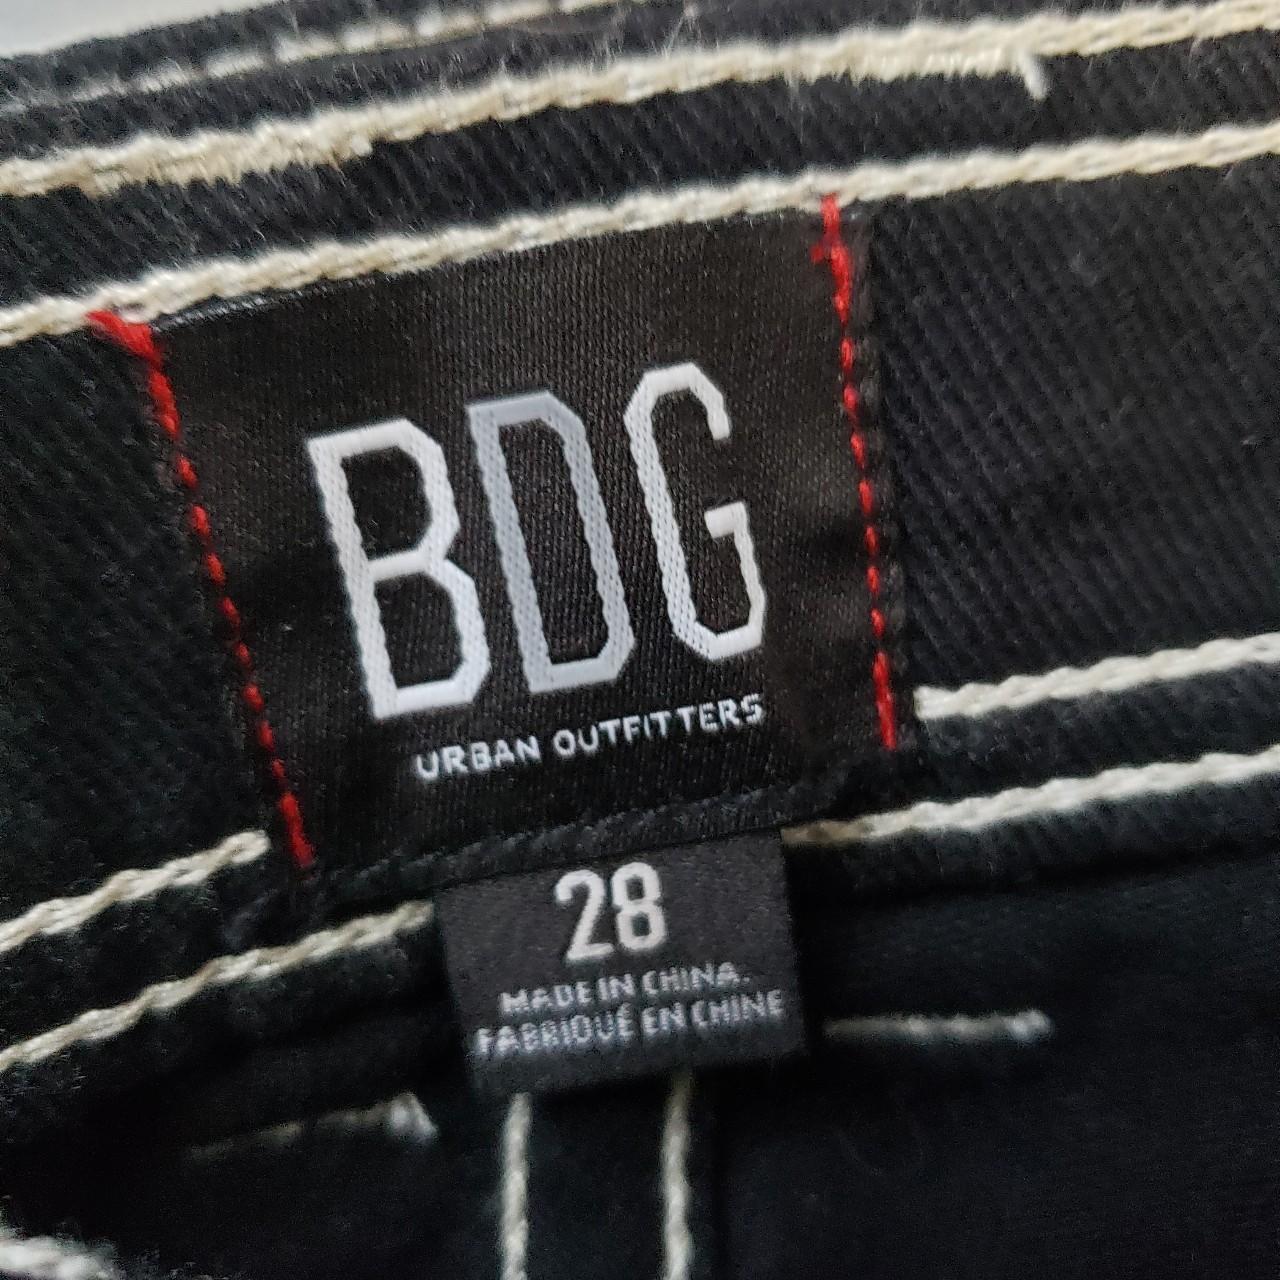 BDG
URBAN OUTFITTERS
28
MADE IN CHINA.
FABRIQUÉ EN CHINE